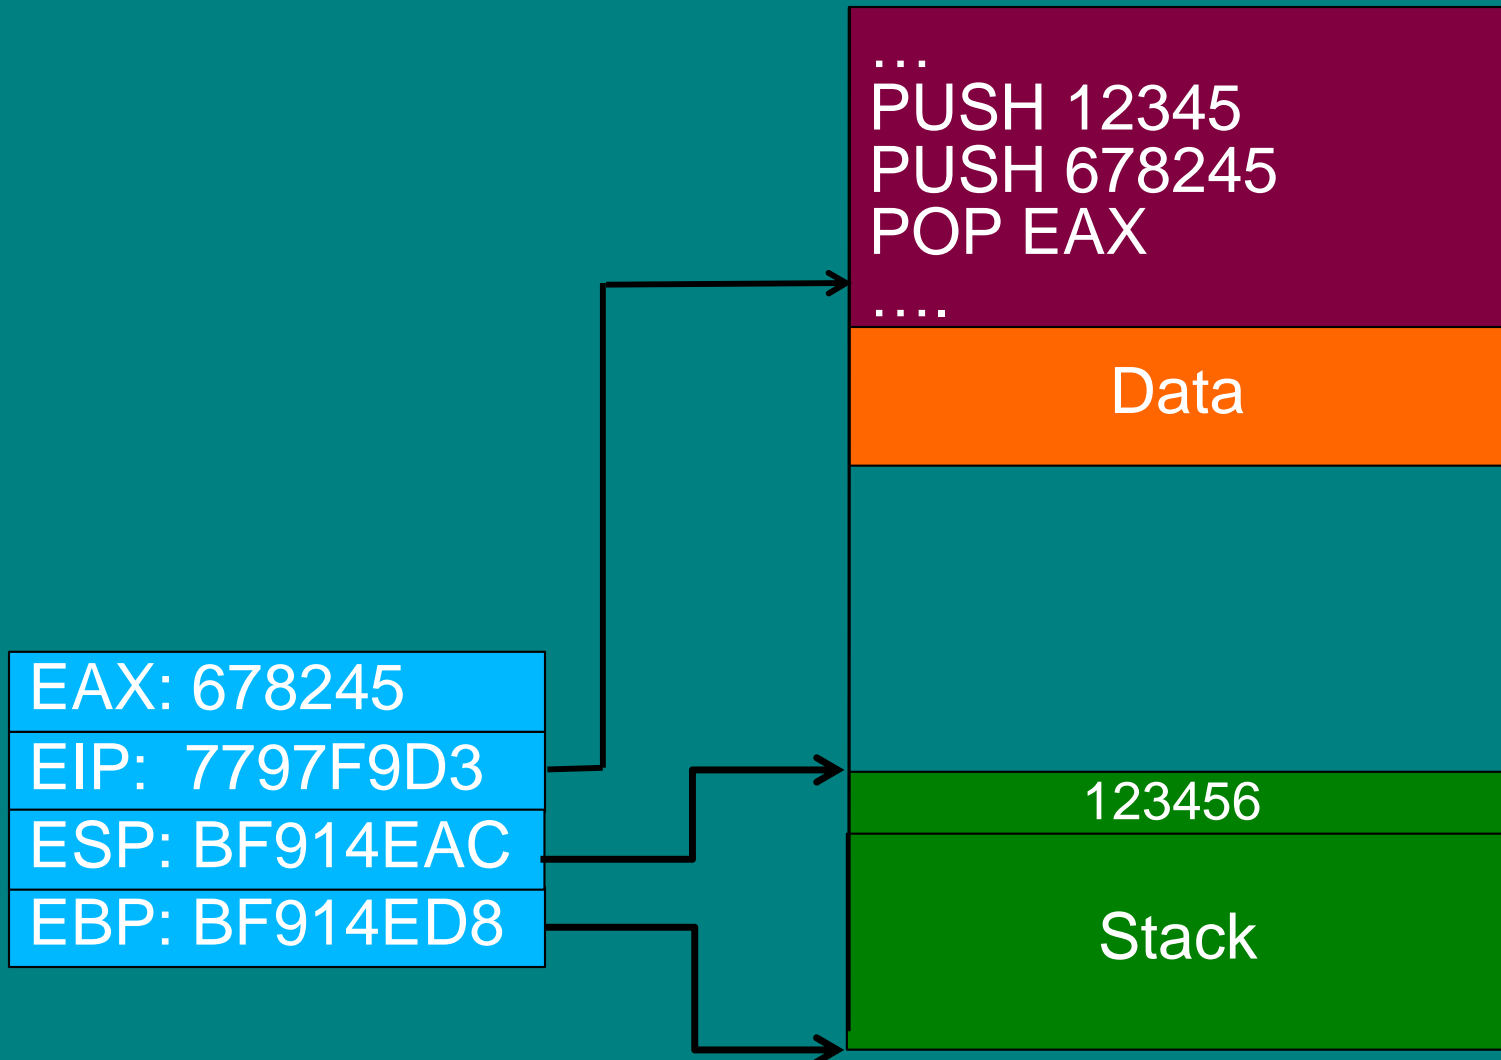 ...
PUSH 12345
PUSH 678245
POP EAX
....
Data
EAX: 678245
EIP: 7797F9D3
ESP: BF914EAC
EBP: BF914ED8
123456
Stack